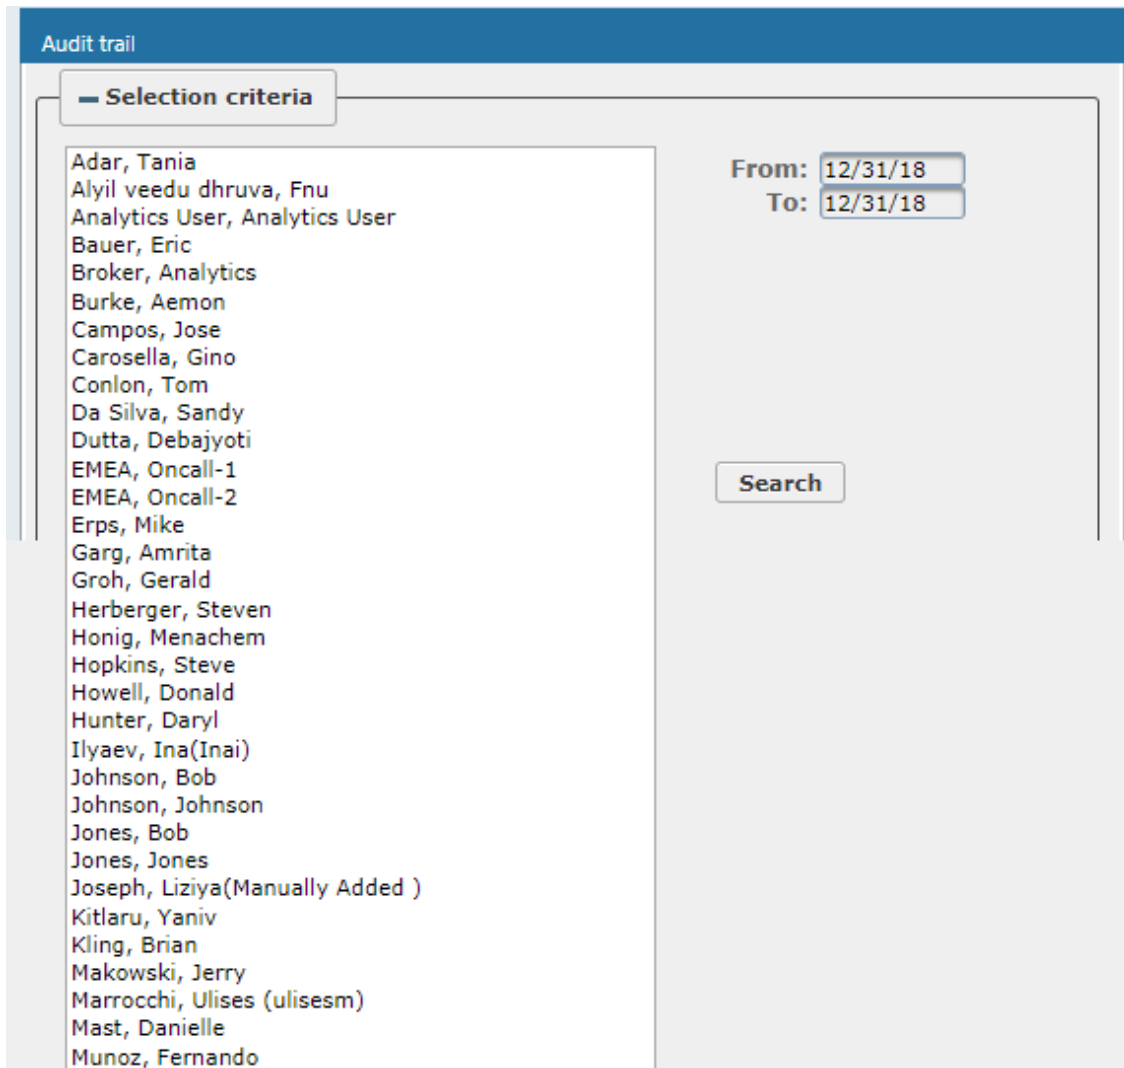 Audit trail
Selection criteria
Adar, Tania
Alyil veedu dhruva, Fnu
Analytics User, Analytics User
Bauer, Eric
Broker, Analytics
Burke, Aemon
Campos, Jose
Carosella, Gino
Conlon, Tom
Da Silva, Sandy
Dutta, Debajyoti
EMEA, Oncall-1
EMEA, Oncall-2
Erps, Mike
Garg, Amrita
Groh, Gerald
Herberger, Steven
Honig, Menachem
Hopkins, Steve
Howell, Donald
Hunter, Daryl
Ilyaev, Ina(Inai)
Johnson, Bob
Johnson, Johnson
Jones, Bob
Jones, Jones
Joseph, Liziya(Manually Added )
Kitlaru, Yaniv
Kling, Brian
Makowski, Jerry
Marrocchi, Ulises (ulisesm)
Mast, Danielle
Munoz, Fernando
From: 12/31/18
To: 12/31/18
Search